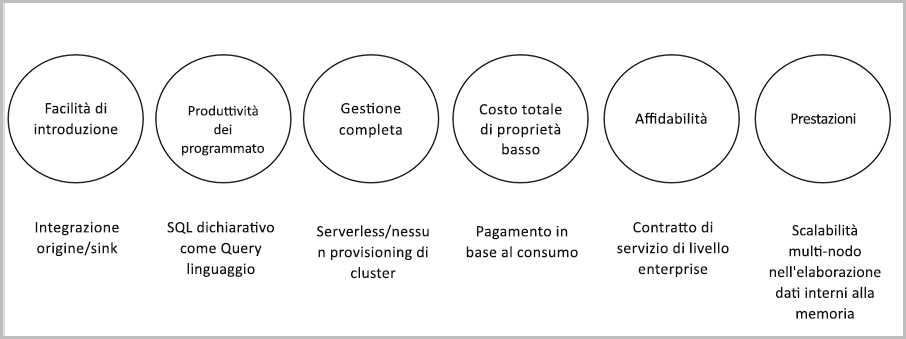 Facilità di
introduzione
Produttività
dei
programmato
Gestione
completa
Costo totale
di proprietà
basso
Affidabilità
Prestazioni
Integrazione
origine/sink
SQL dichiarativo
come Query
linguaggio
Serverless/nessu
n provisioning di
cluster
Pagamento in
base al consumo
Contratto di
servizio di livello
enterprise
Scalabilità
multi-nodo
nell'elaborazione
dati interni alla
memoria